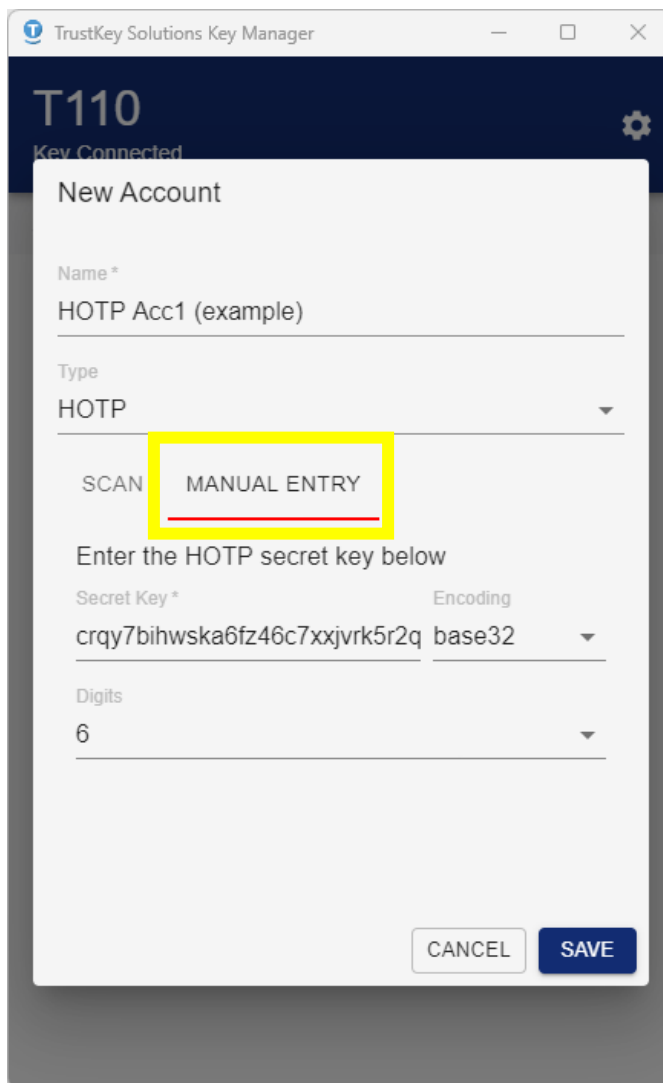 TrustKey Solutions Key Manager
T110
Key Connected
New Account
Name *
HOTP Acc1 (example)
Type
HOTP
SCAN MANUAL ENTRY
Enter the HOTP secret key below
Secret Key * Encoding
crqy7bihwska6fz46c7xxjvrk5r2q base32
Digits
6
CANCEL SAVE